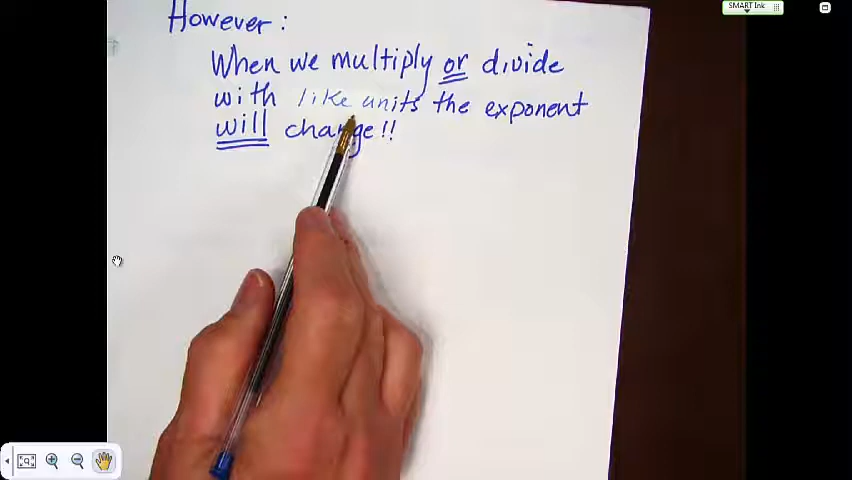 SMART Ink
However:
When we multiply or divide
with like units the exponent
will change!!